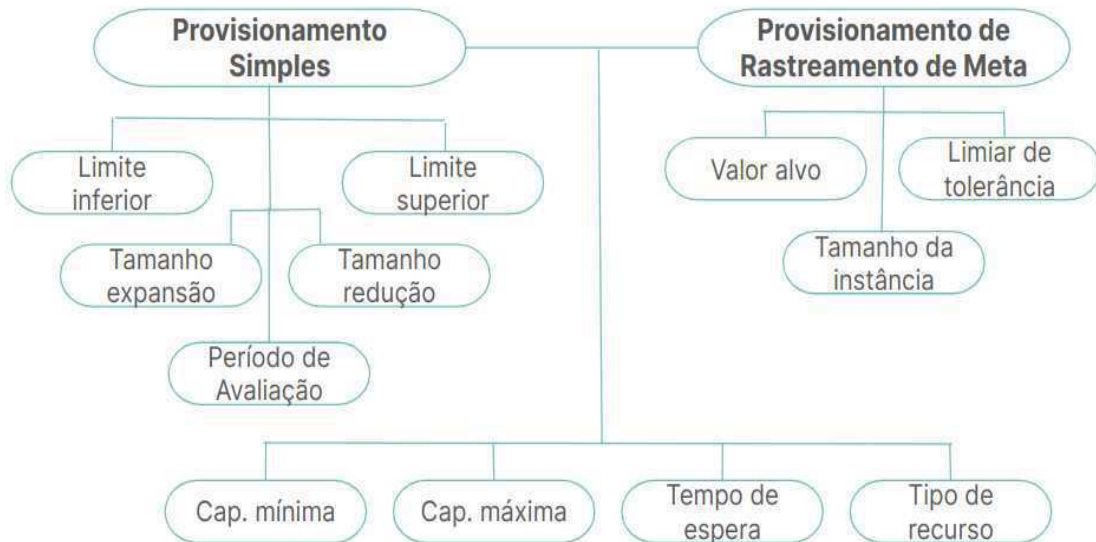 Provisionamento
Simples
Provisionamento de
Rastreamento de Meta
Limite
inferior
Limite
superior
Valor alvo
Limiar de
tolerância
Tamanho
expansão
Tamanho
redução
Tamanho da
instância
Período de
Avaliação
Cap. mínima
Cap. máxima
Tempo de
espera
Tipo de
recurso